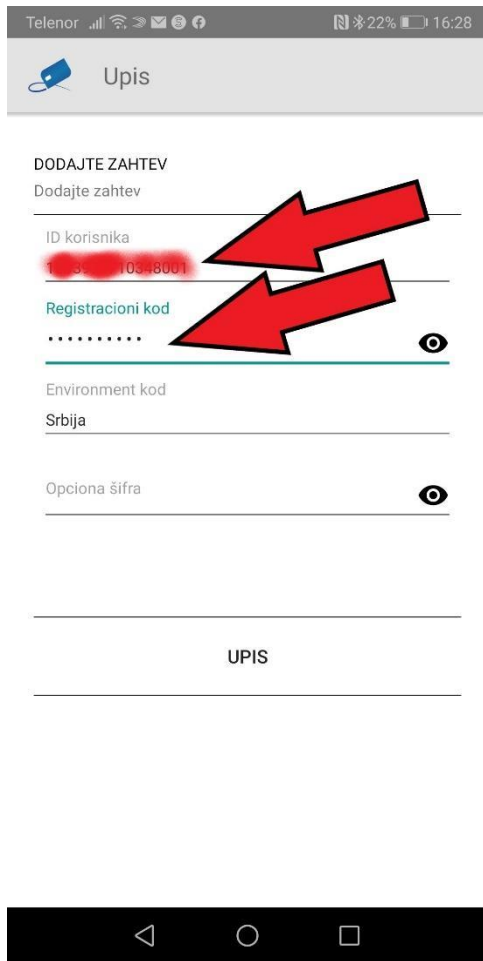 Telenor 22% 16:28
Upis
DODAJTE ZAHTEV
Dodajte zahtev
ID korisnika
Registracioni kod
••••••••••
Environment kod
Srbija
Opciona šifra
UPIS